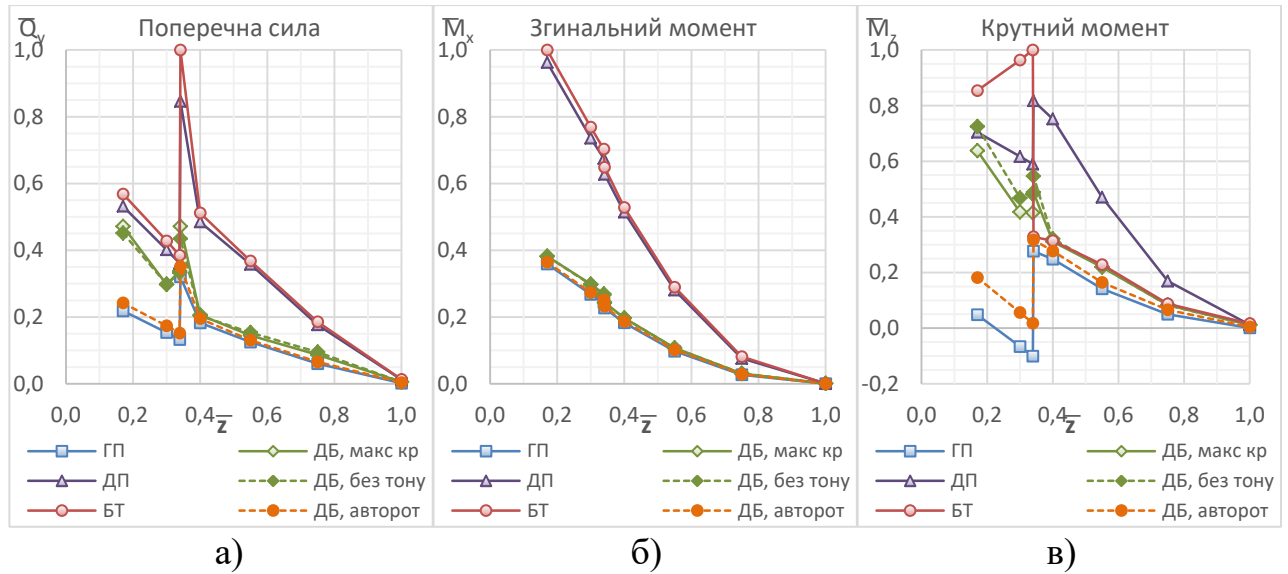 Q̅y Поперечна сила
1,0
0,8
0,6
0,4
0,2
0,0
0,0 0,2 0,4 0,6 0,8 1,0
z̅
ГП ДБ, макс кр
ДП ДБ, без тону
БТ ДБ, авторот
а)
M̅x Згинальний момент
1,0
0,8
0,6
0,4
0,2
0,0
0,0 0,2 0,4 0,6 0,8 1,0
z̅
ГП ДБ, макс кр
ДП ДБ, без тону
БТ ДБ, авторот
б)
M̅z Крутний момент
1,0
0,8
0,6
0,4
0,2
0,0
-0,2
0,0 0,2 0,4 0,6 0,8 1,0
z̅
ГП ДБ, макс кр
ДП ДБ, без тону
БТ ДБ, авторот
в)